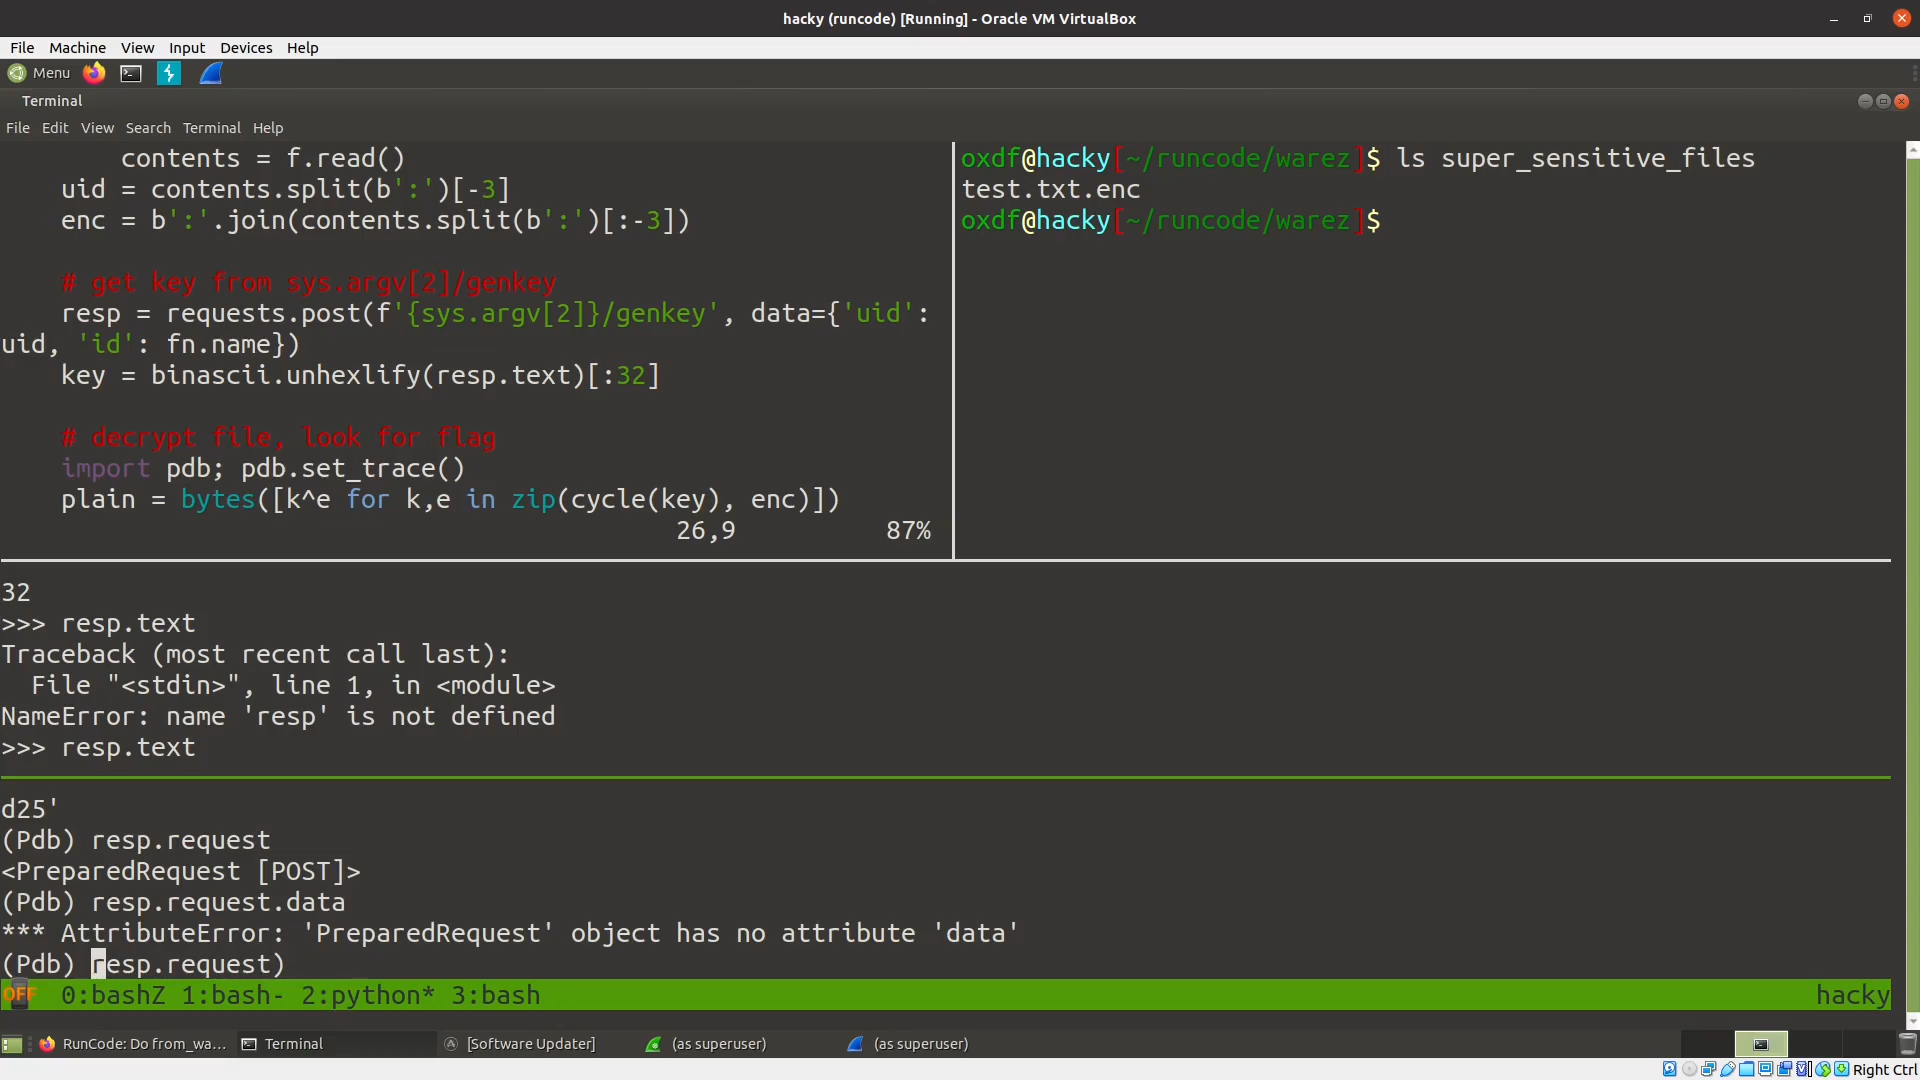 hacky (runcode) [Running] - Oracle VM VirtualBox
File Machine View Input Devices Help
Menu
Terminal
File Edit View Search Terminal Help
contents = f.read()
uid = contents.split(b':')[-3]
enc = b':'.join(contents.split(b':')[:-3])
# get key from sys.argv[2]/genkey
resp = requests.post(f'{sys.argv[2]}/genkey', data={'uid':
uid, 'id': fn.name})
key = binascii.unhexlify(resp.text)[:32]
# decrypt file, look for flag
import pdb; pdb.set_trace()
plain = bytes([k^e for k,e in zip(cycle(key), enc)])
26,9 87%
oxdf@hacky[~/runcode/warez]$ ls super_sensitive_files
test.txt.enc
oxdf@hacky[~/runcode/warez]$
32
>>> resp.text
Traceback (most recent call last):
File "<stdin>", line 1, in <module>
NameError: name 'resp' is not defined
>>> resp.text
d25'
(Pdb) resp.request
<PreparedRequest [POST]>
(Pdb) resp.request.data
*** AttributeError: 'PreparedRequest' object has no attribute 'data'
(Pdb) resp.request)
OFF 0:bashZ 1:bash- 2:python* 3:bash hacky
RunCode: Do from_wa... Terminal [Software Updater] (as superuser) (as superuser)
Right Ctrl